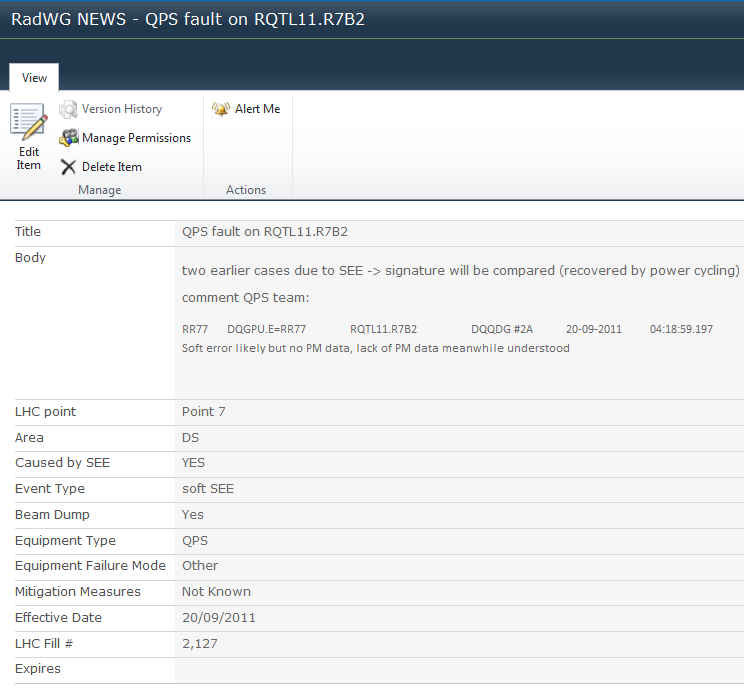 RadWG NEWS - QPS fault on RQTL11.R7B2
View
Edit Item
Version History
Manage Permissions
Delete Item
Manage
Alert Me
Actions
Title QPS fault on RQTL11.R7B2
Body
two earlier cases due to SEE -> signature will be compared (recovered by power cycling)
comment QPS team:
RR77 DQGPU.E=RR77 RQTL11.R7B2 DQQDG #2A 20-09-2011 04:18:59.197
Soft error likely but no PM data, lack of PM data meanwhile understood
LHC point Point 7
Area DS
Caused by SEE YES
Event Type soft SEE
Beam Dump Yes
Equipment Type QPS
Equipment Failure Mode Other
Mitigation Measures Not Known
Effective Date 20/09/2011
LHC Fill # 2,127
Expires